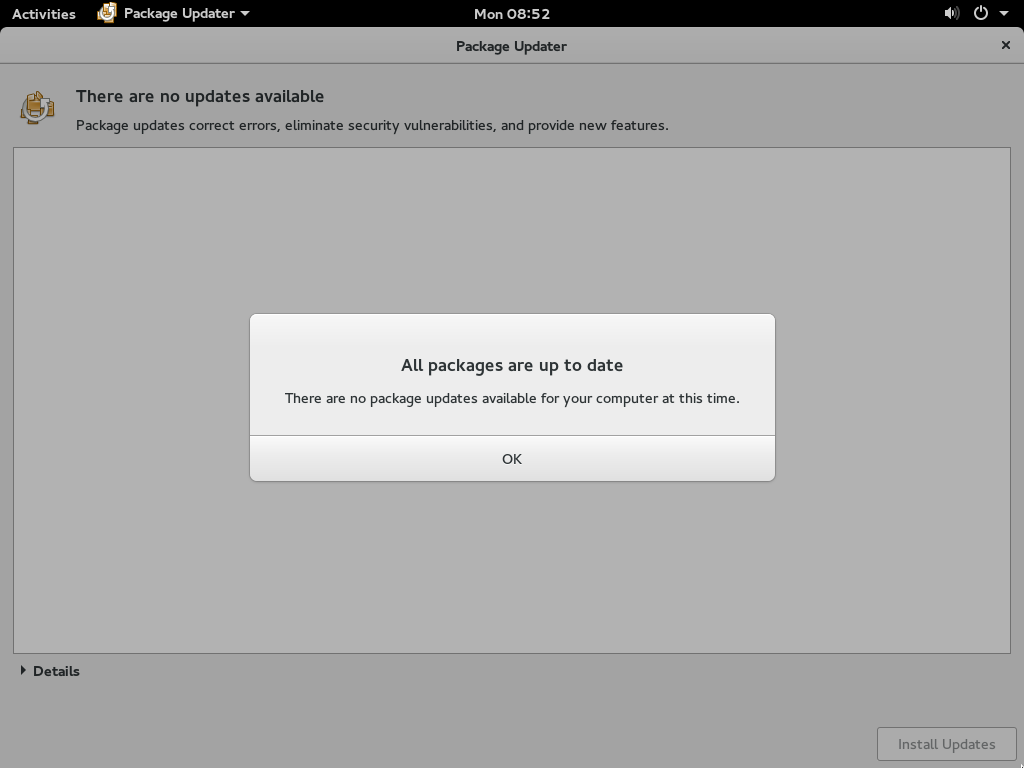 Activities
Package Updater
Mon 08:52
Package Updater
There are no updates available
Package updates correct errors, eliminate security vulnerabilities, and provide new features.
All packages are up to date
There are no package updates available for your computer at this time.
OK
Details
Install Updates